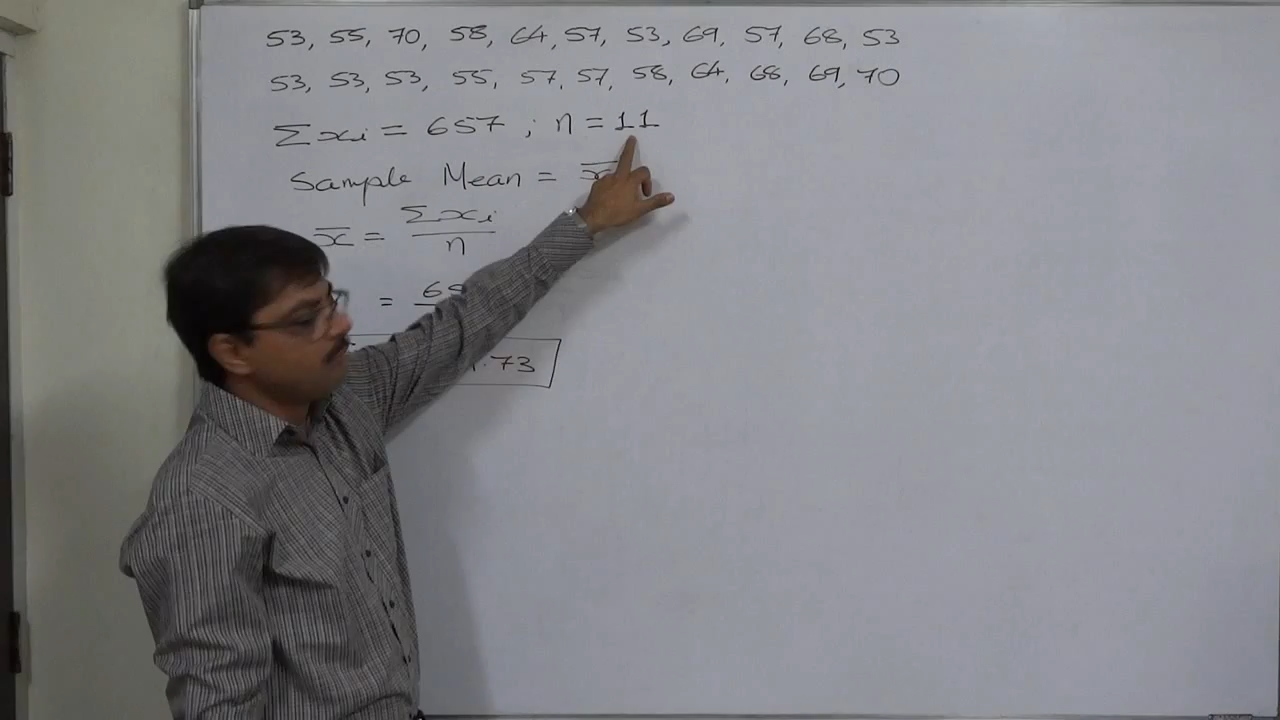 53, 55, 70, 58, 64, 57, 53, 69, 57, 68, 53
53, 53, 53, 55, 57, 57, 58, 64, 68, 69, 70
Σxi = 657 ; n = 11
Sample Mean = x̅
x̅ = Σxi / n
= 6
.73